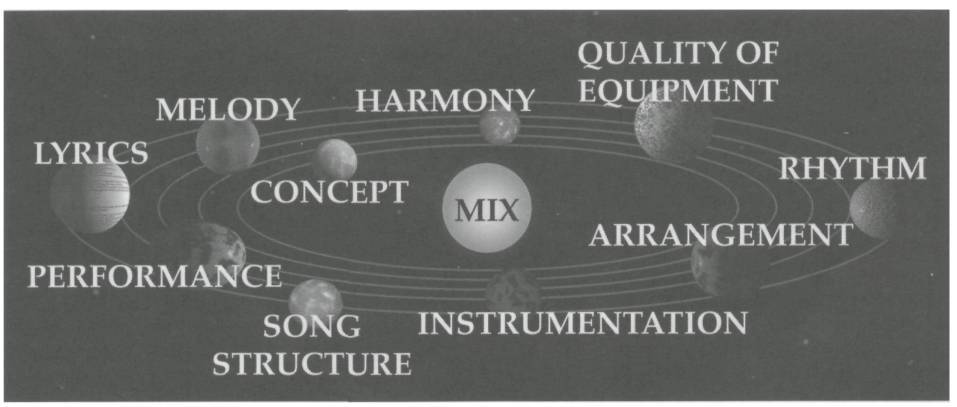 QUALITY OF
EQUIPMENT
MELODY
HARMONY
LYRICS
RHYTHM
CONCEPT
MIX
ARRANGEMENT
PERFORMANCE
SONG
STRUCTURE
INSTRUMENTATION